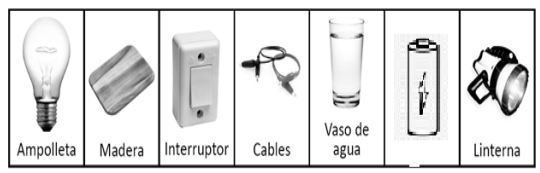 Ampolleta
Madera
Interruptor
Cables
Vaso de
agua
Linterna